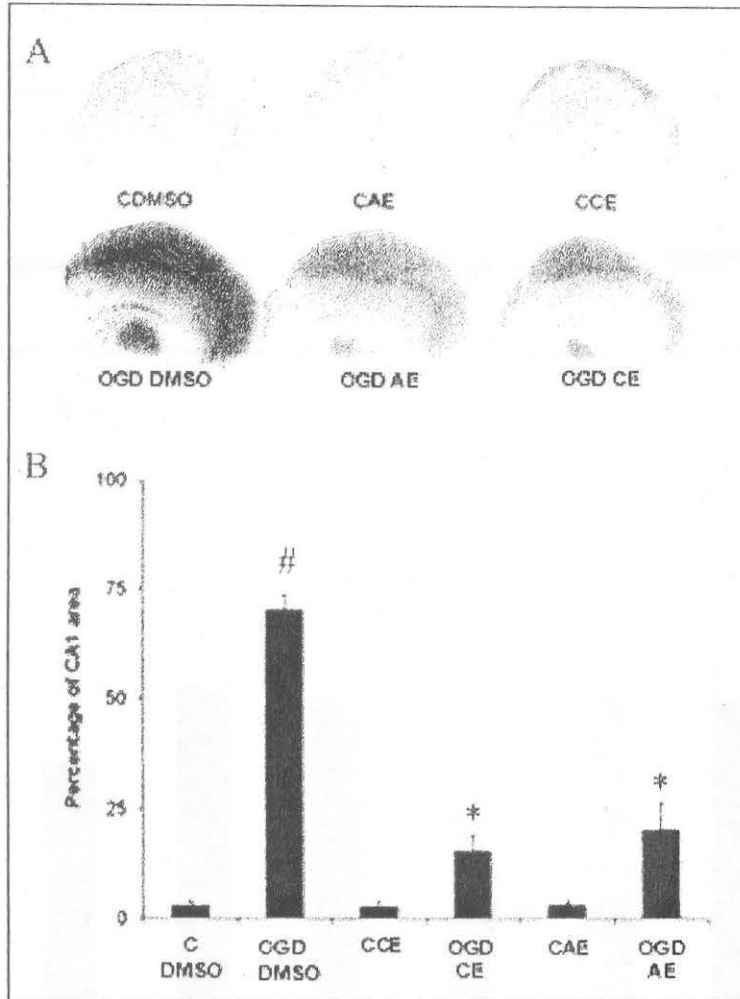 A
CDMSO CAE CCE
OGD DMSO OGD AE OGD CE
B
Percentage of CA1 area
100
75
50
25
0
#
*
*
C DMSO
OGD DMSO
CCE
OGD CE
CAE
OGD AE